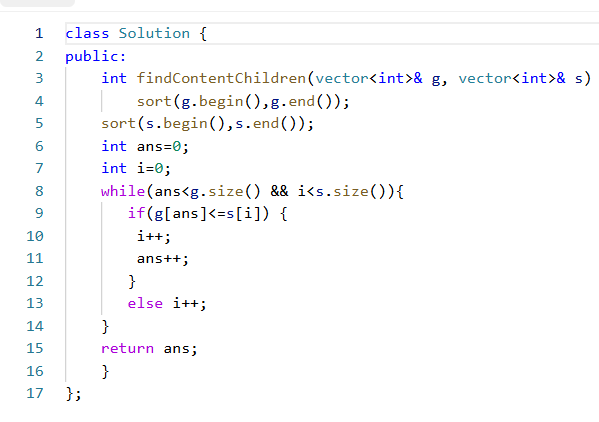 1 class Solution {
2 public:
3     int findContentChildren(vector<int>& g, vector<int>& s)
4         sort(g.begin(),g.end());
5     sort(s.begin(),s.end());
6     int ans=0;
7     int i=0;
8     while(ans<g.size() && i<s.size()){
9        if(g[ans]<=s[i]) {
10         i++;
11         ans++;
12        }
13        else i++;
14     }
15     return ans;
16     }
17 };